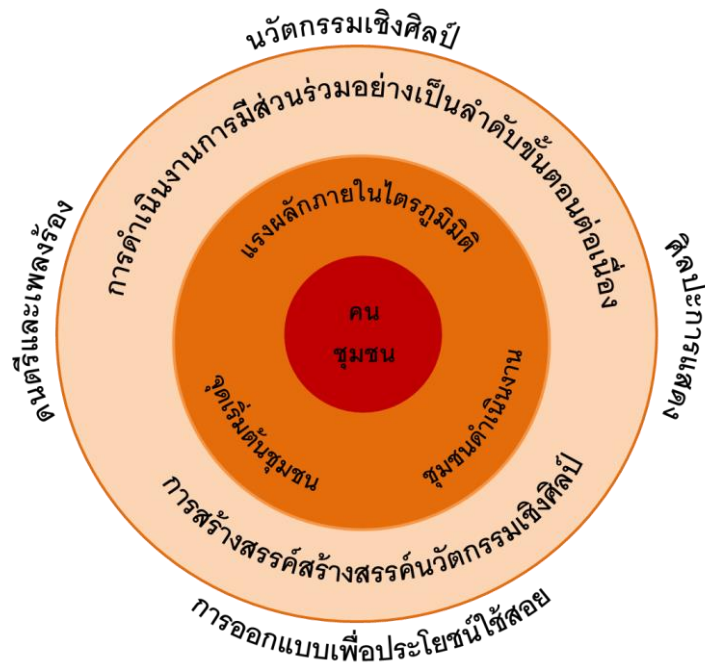 นวัตกรรมเชิงศิลป์
การดำเนินงานการมีส่วนร่วมอย่างเป็นลำดับขั้นตอนต่อเนื่อง
แรงผลักภายในไตรภูมิมิติ
ดนตรีและเพลงร้อง
ศิลปะการแสดง
คน
ชุมชน
จุดเริ่มต้นชุมชน
ชุมชนดำเนินงาน
การสร้างสรรค์สร้างสรรค์นวัตกรรมเชิงศิลป์
การออกแบบเพื่อประโยชน์ใช้สอย